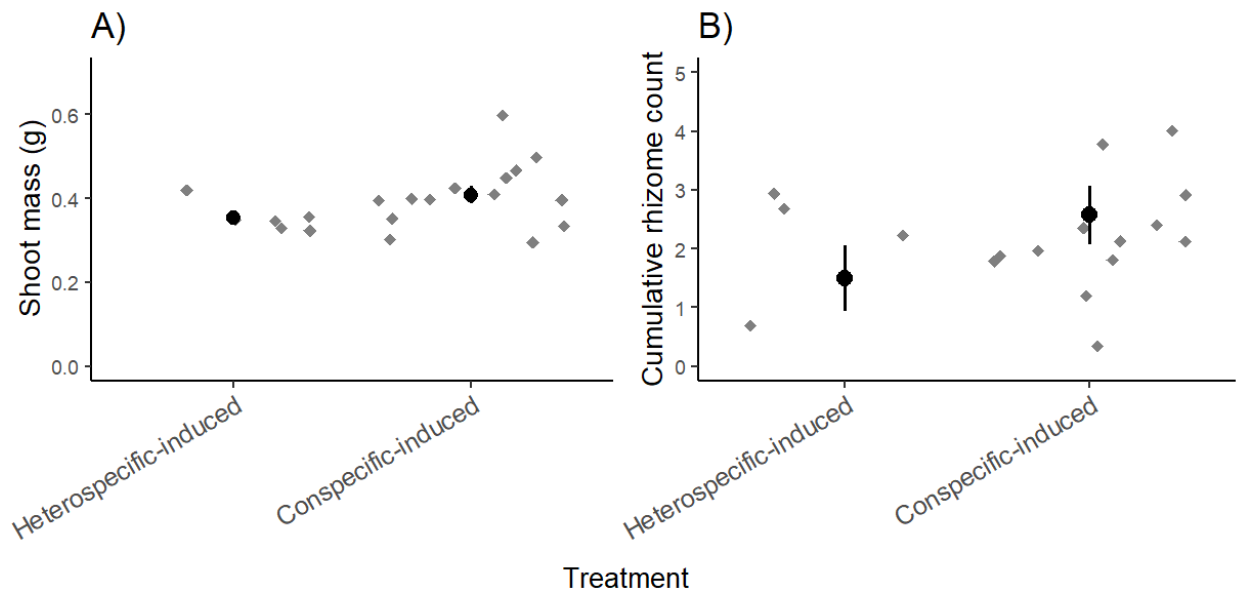 A)
Shoot mass (g)
0.6
0.4
0.2
0.0
Heterospecific-induced
Conspecific-induced
B)
Cumulative rhizome count
5
4
3
2
1
0
Heterospecific-induced
Conspecific-induced
Treatment